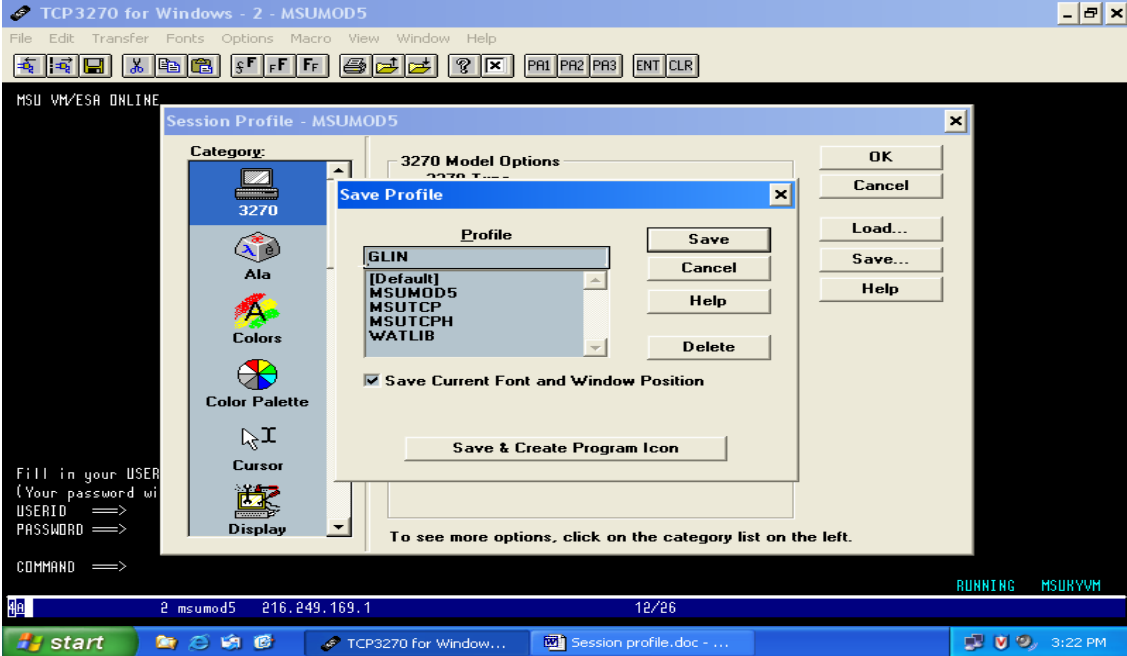 TCP3270 for Windows - 2 - MSUMOD5
File Edit Transfer Fonts Options Macro View Window Help
PA1 PA2 PA3 ENT CLR
MSU VM/ESA ONLINE
Session Profile - MSUMOD5
Category:
3270
Ala
Colors
Color Palette
Cursor
Display
3270 Model Options
OK
Cancel
Load...
Save...
Help
Save Profile
Profile
GLIN
[Default]
MSUMOD5
MSUTCP
MSUTCPH
WATLIB
Save
Cancel
Help
Delete
Save Current Font and Window Position
Save & Create Program Icon
To see more options, click on the category list on the left.
Fill in your USER
(Your password wi
USERID ===>
PASSWORD ===>
COMMAND ===>
RUNNING MSUKYVM
4A 2 msumod5 216.249.169.1 12/26
start TCP3270 for Window... Session profile.doc - ... 3:22 PM